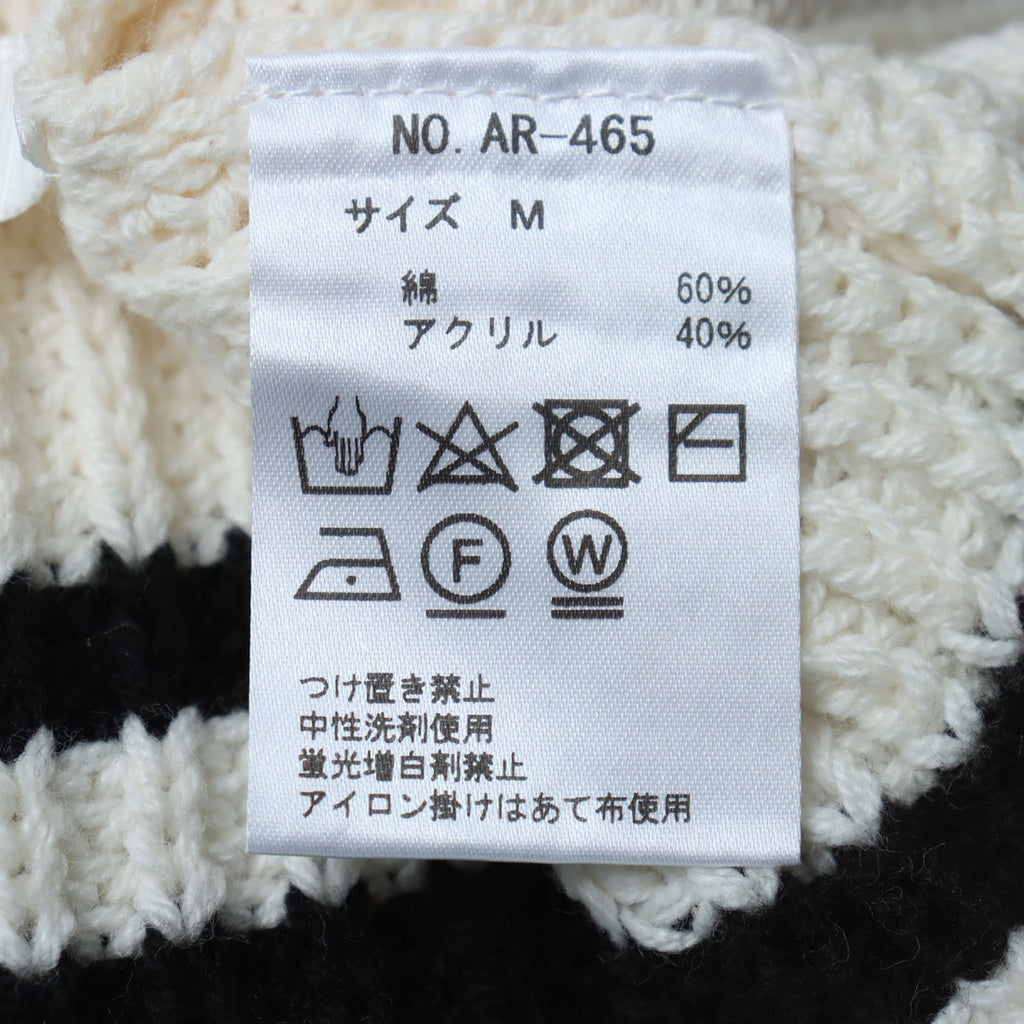 NO. AR-465
サイズ M
綿 60%
アクリル 40%
F W
つけ置き禁止
中性洗剤使用
蛍光増白剤禁止
アイロン掛けはあて布使用